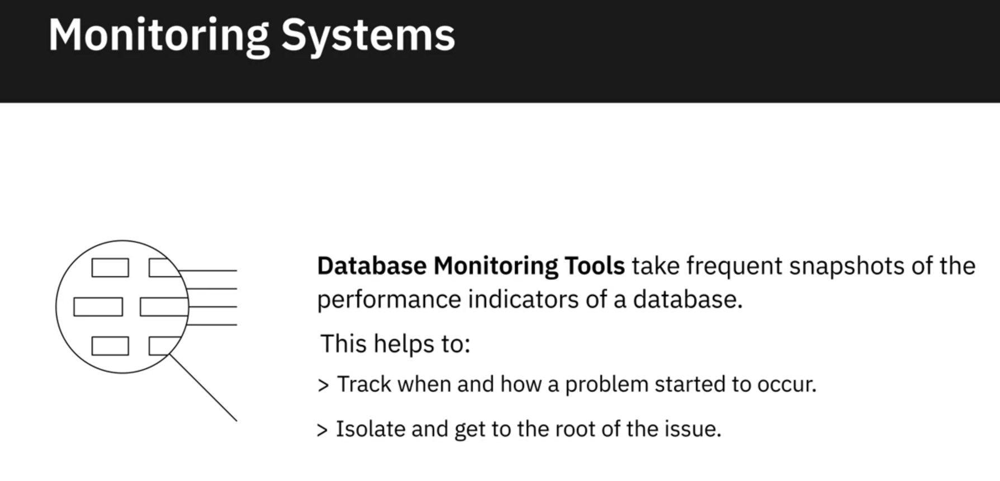 Monitoring Systems
Database Monitoring Tools take frequent snapshots of the
performance indicators of a database.
This helps to:
> Track when and how a problem started to occur.
> Isolate and get to the root of the issue.